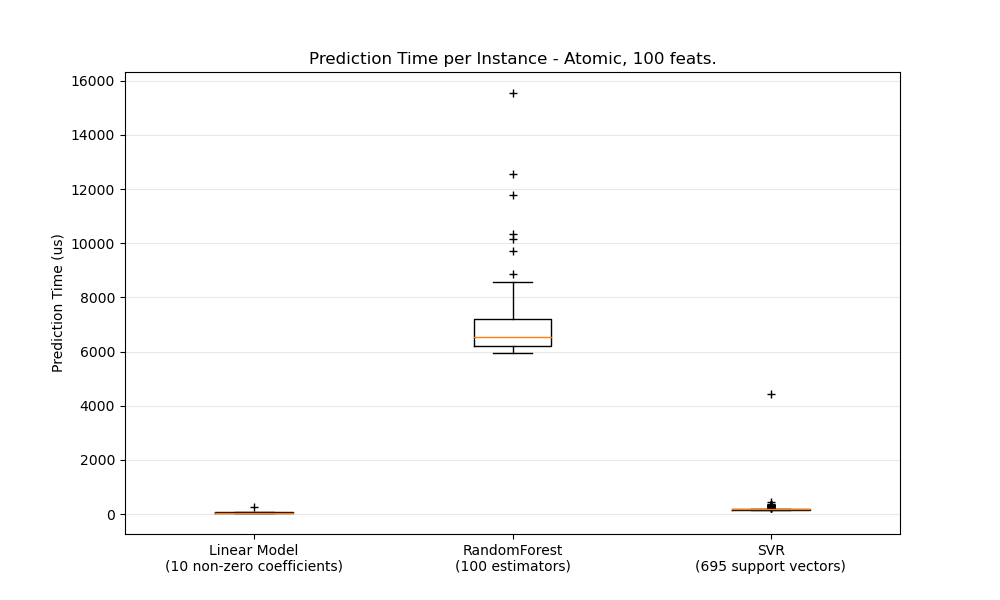 Prediction Time per Instance - Atomic, 100 feats.
Prediction Time (us)
16000
14000
12000
10000
8000
6000
4000
2000
0
Linear Model
(10 non-zero coefficients)
RandomForest
(100 estimators)
SVR
(695 support vectors)